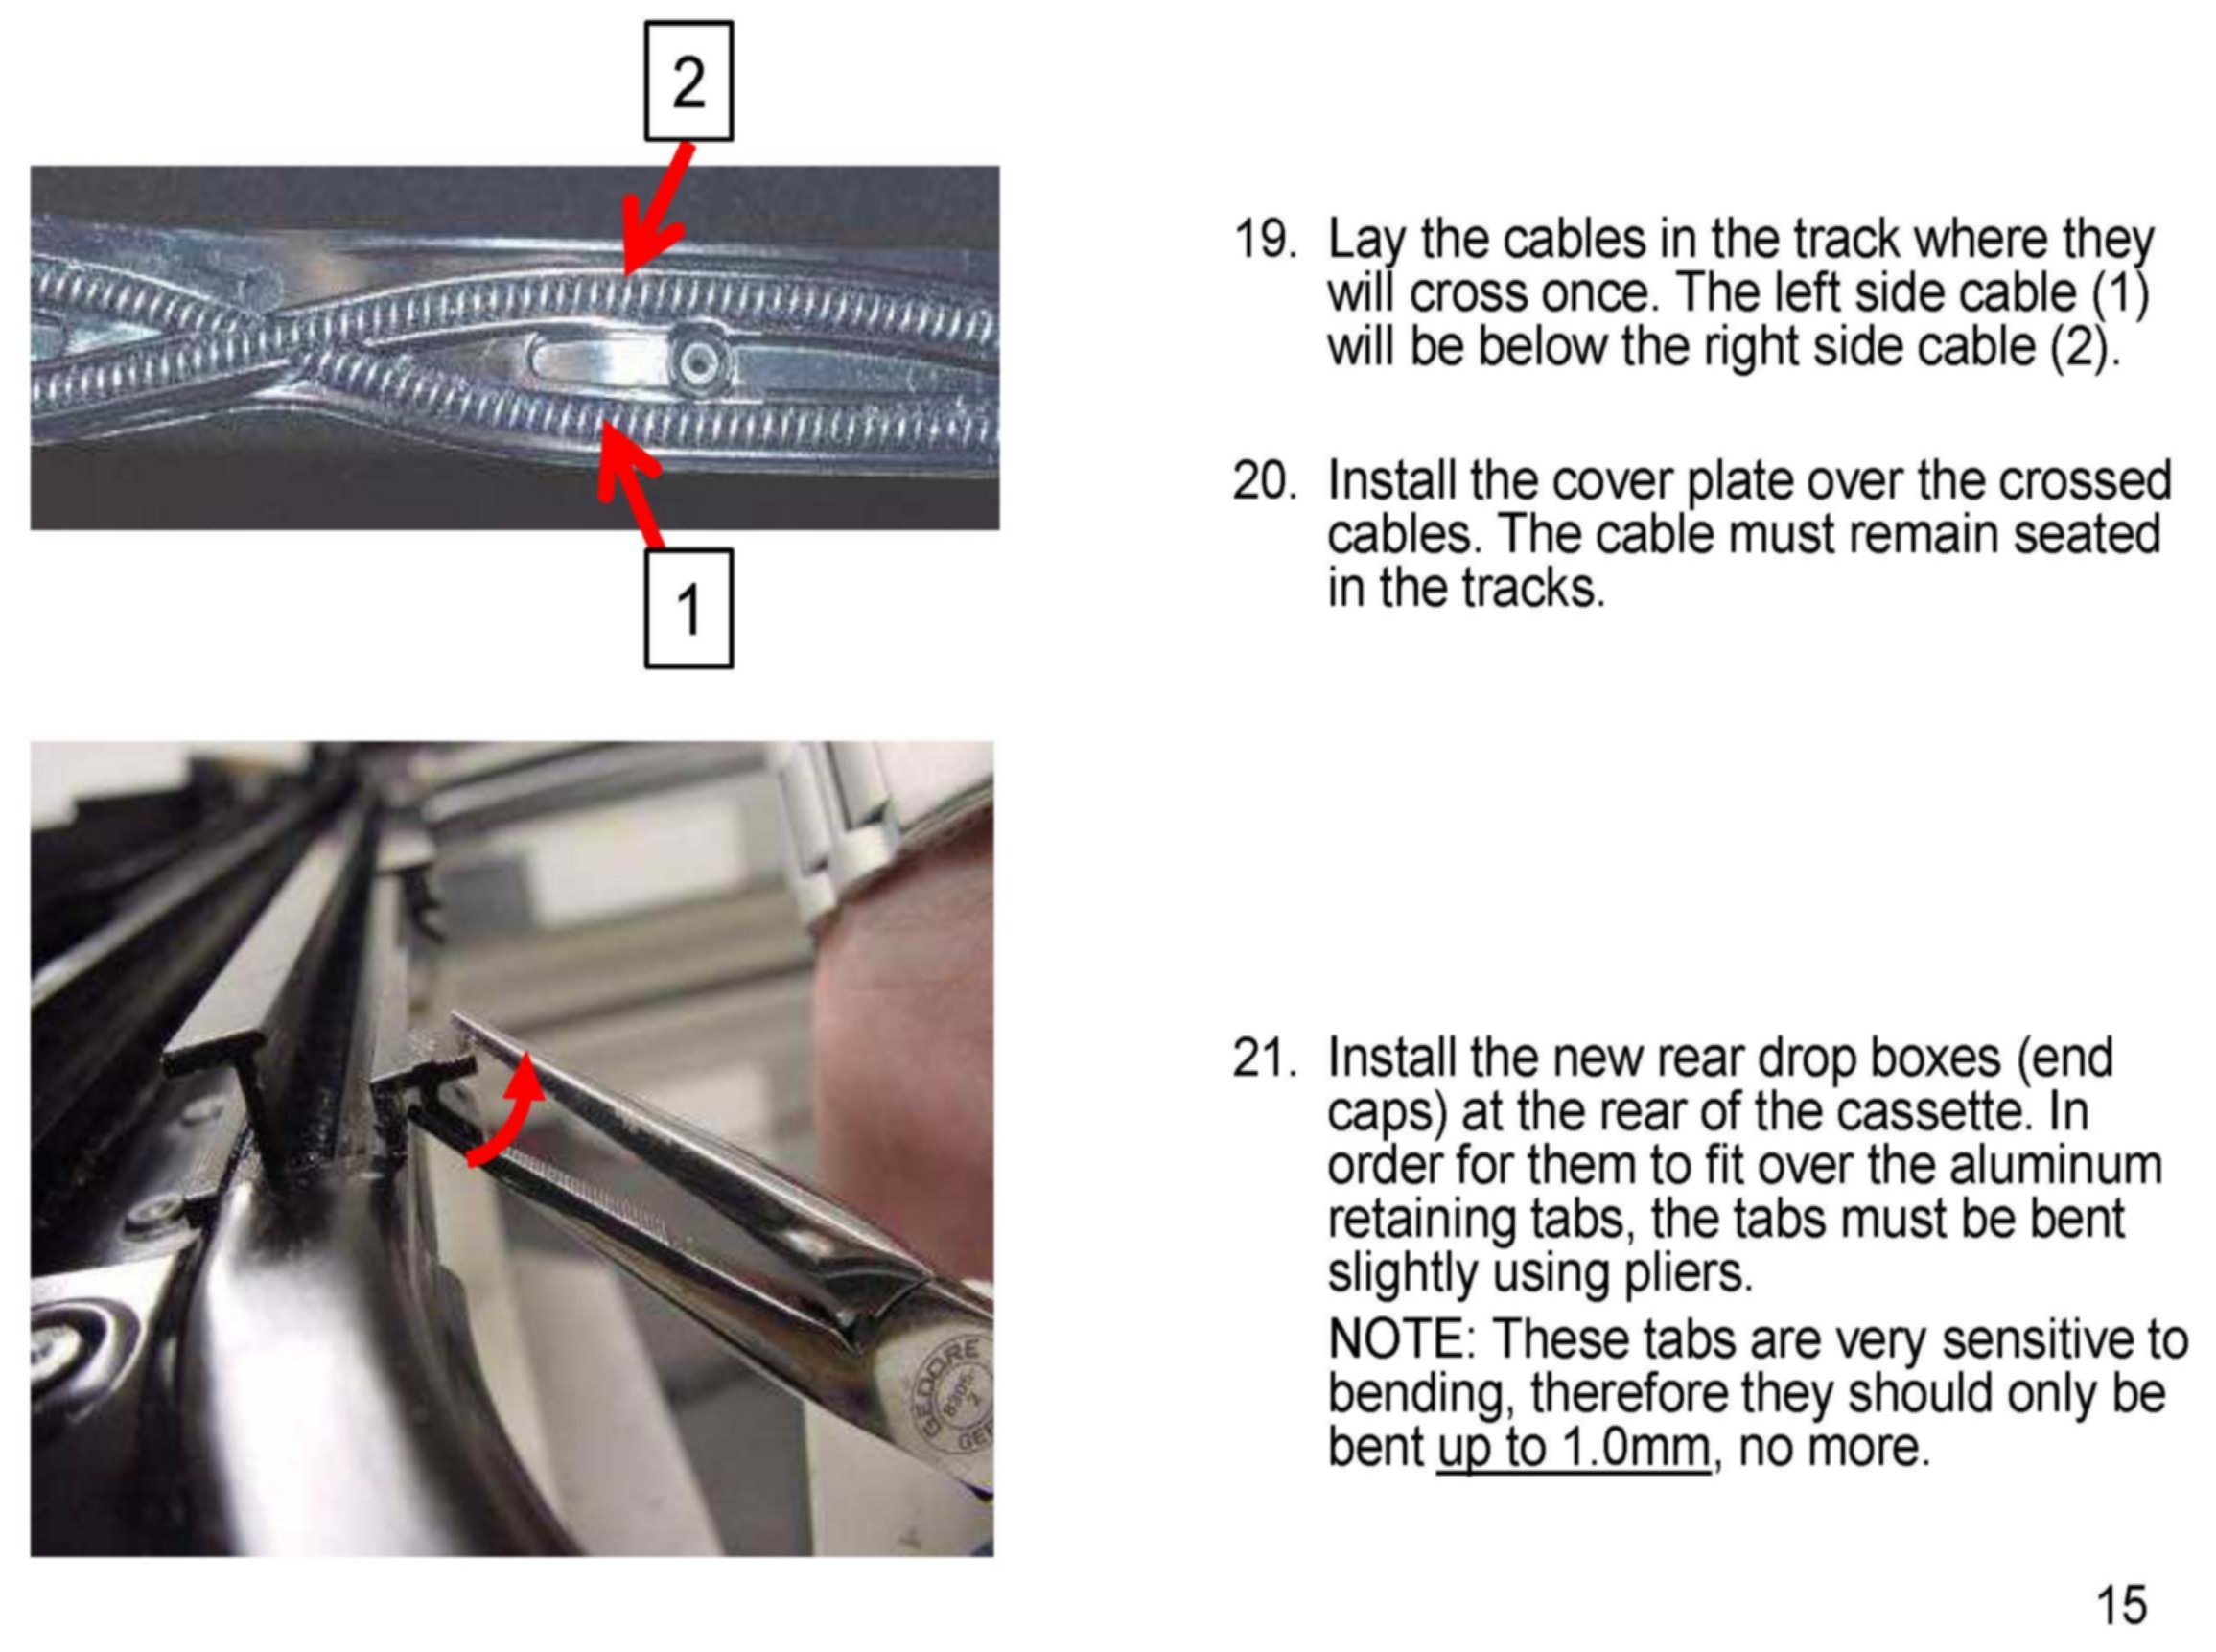 2
19. Lay the cables in the track where they
will cross once. The left side cable (1)
will be below the right side cable (2).
20. Install the cover plate over the crossed
cables. The cable must remain seated
in the tracks.
1
21. Install the new rear drop boxes (end
caps) at the rear of the cassette. In
order for them to fit over the aluminum
retaining tabs, the tabs must be bent
slightly using pliers.
NOTE: These tabs are very sensitive to
bending, therefore they should only be
bent up to 1.0mm, no more.
GEDORE
8305-
2
15